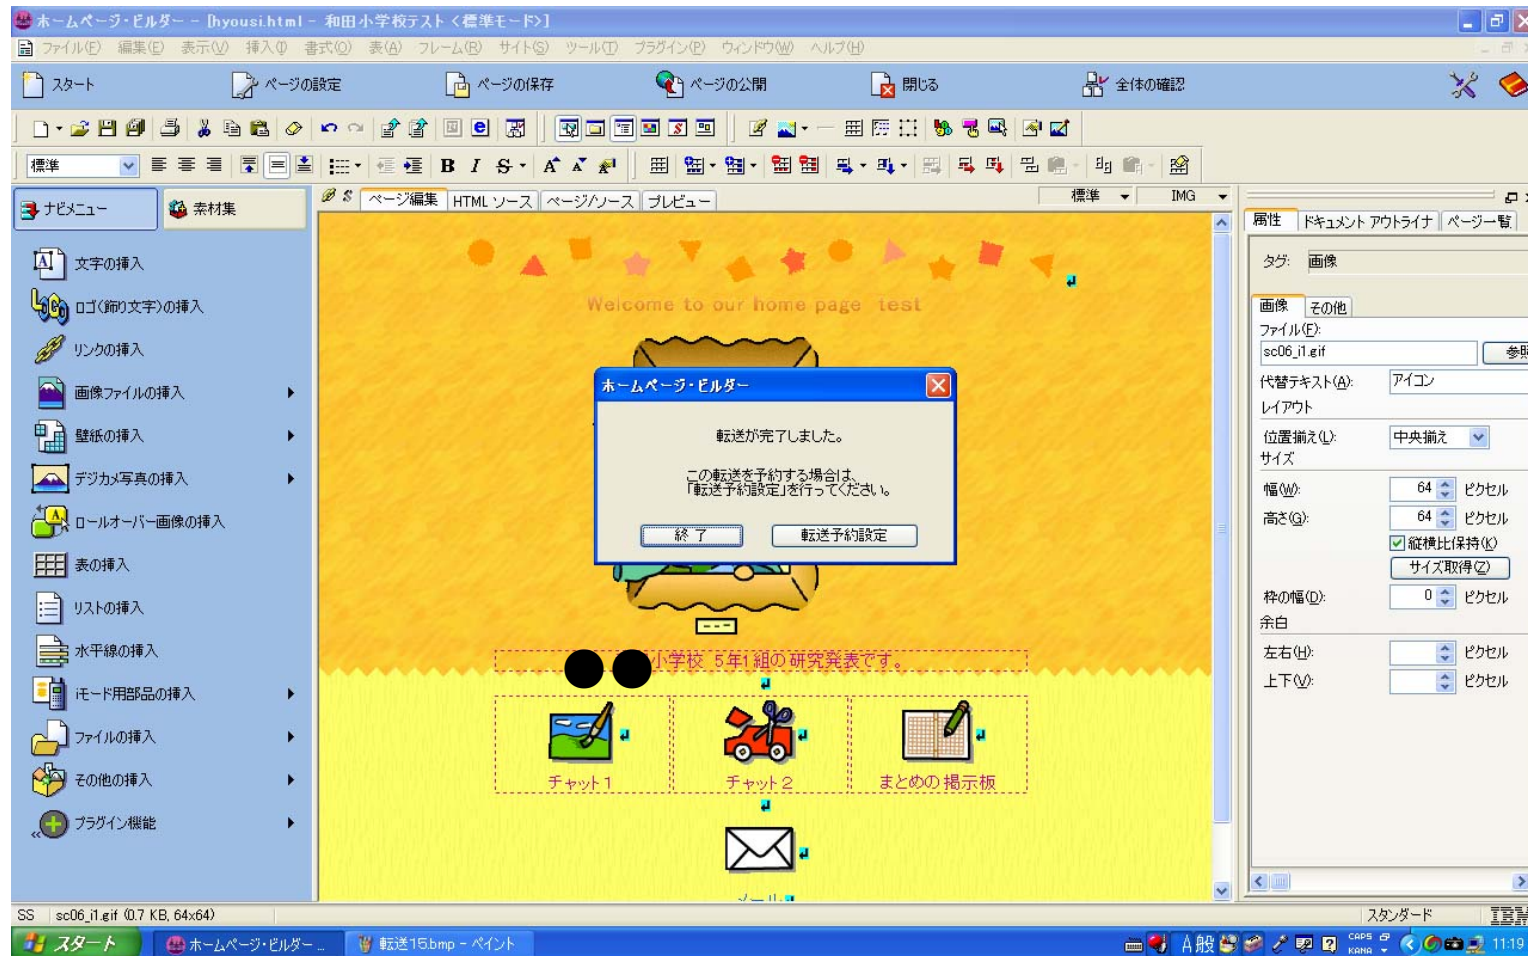 ホームページ・ビルダー - [hyousi.html - 和田小学校テスト <標準モード>]
ファイル(F) 編集(E) 表示(V) 挿入(I) 書式(O) 表(A) フレーム(R) サイト(S) ツール(T) プラグイン(P) ウィンドウ(W) ヘルプ(H)
スタート ページの設定 ページの保存 ページの公開 閉じる 全体の確認
標準
B I S A A
ナビメニュー 素材集
ページ編集 HTML ソース ページ/ソース プレビュー 標準 IMG
文字の挿入
ロゴ(飾り文字)の挿入
リンクの挿入
画像ファイルの挿入
壁紙の挿入
デジカメ写真の挿入
ロールオーバー画像の挿入
表の挿入
リストの挿入
水平線の挿入
iモード用部品の挿入
ファイルの挿入
その他の挿入
プラグイン機能
Welcome to our home page test
ホームページ・ビルダー
転送が完了しました。
この転送を予約する場合は、
「転送予約設定」を行ってください。
終了 転送予約設定
小学校 5年1組の研究発表です。
チャット1 チャット2 まとめの掲示板
メール
属性 ドキュメント アウトライナ ページ一覧
タグ: 画像
画像 その他
ファイル(F):
sc06_i1.gif 参照
代替テキスト(A): アイコン
レイアウト
位置揃え(L): 中央揃え
サイズ
幅(W): 64 ピクセル
高さ(G): 64 ピクセル
縦横比保持(K)
サイズ取得(Z)
枠の幅(D): 0 ピクセル
余白
左右(H): ピクセル
上下(V): ピクセル
SS sc06_i1.gif (0.7 KB, 64x64) スタンダード IBM
スタート ホームページ・ビルダー - ... 転送15.bmp - ペイント A 般 CAPS KANA 11:19